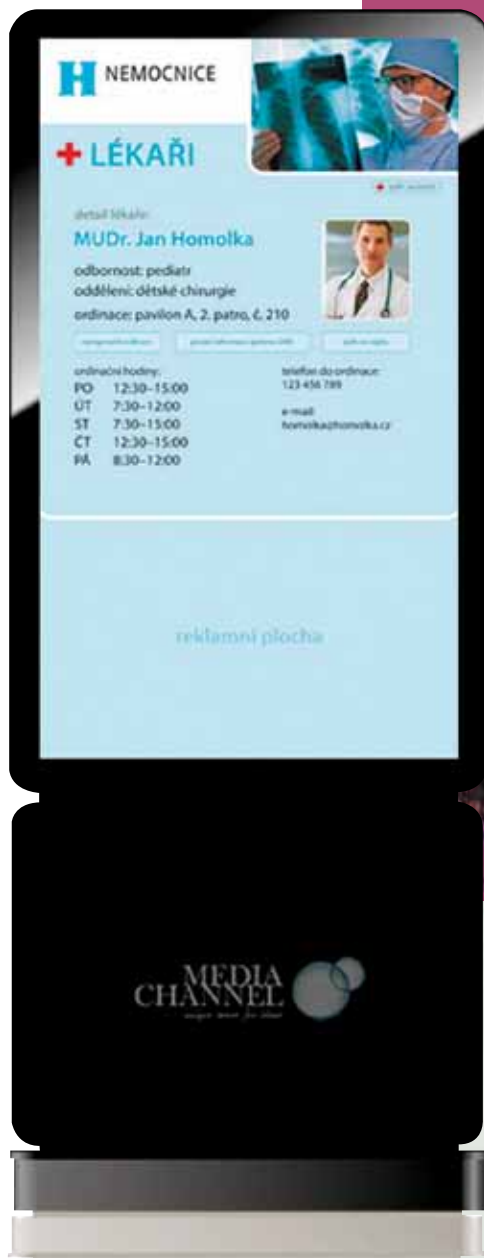 H NEMOCNICE
+ LÉKAŘI
detail lékaře:
MUDr. Jan Homolka
odbornost: pediatr
oddělení: dětské chirurgie
ordinace: pavilon A, 2. patro, č. 210
ordinační hodiny:
PO 12:30–15:00
ÚT 7:30–12:00
ST 7:30–15:00
ČT 12:30–15:00
PÁ 8:30–12:00
telefon do ordinace:
123 456 789
e-mail:
homolka@homolka.cz
reklamní plocha
MEDIA
CHANNEL